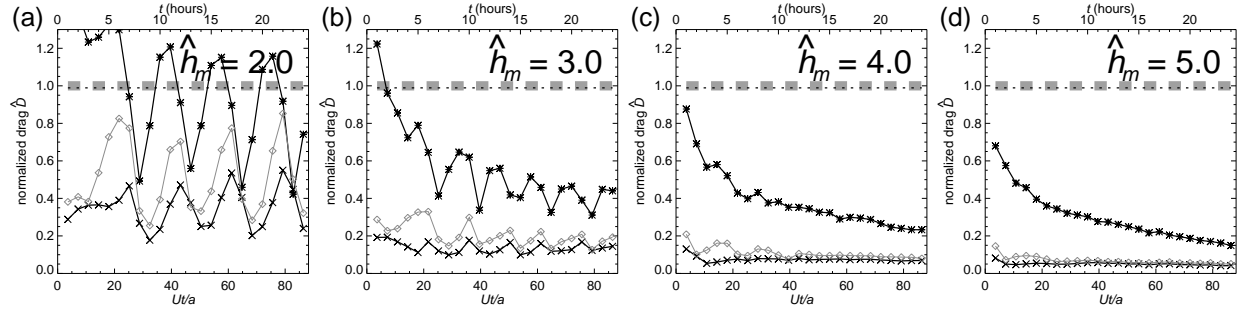 (a) t (hours) (b) t (hours) (c) t (hours) (d) t (hours)
0 5 10 15 20 0 5 10 15 20 0 5 10 15 20 0 5 10 15 20
ĥm = 2.0 ĥm = 3.0 ĥm = 4.0 ĥm = 5.0
normalized drag D̂ normalized drag D̂ normalized drag D̂ normalized drag D̂
1.2 1.2 1.2 1.2
1.0 1.0 1.0 1.0
0.8 0.8 0.8 0.8
0.6 0.6 0.6 0.6
0.4 0.4 0.4 0.4
0.2 0.2 0.2 0.2
0.0 0.0 0.0 0.0
0 20 40 60 80 0 20 40 60 80 0 20 40 60 80 0 20 40 60 80
Ut/a Ut/a Ut/a Ut/a